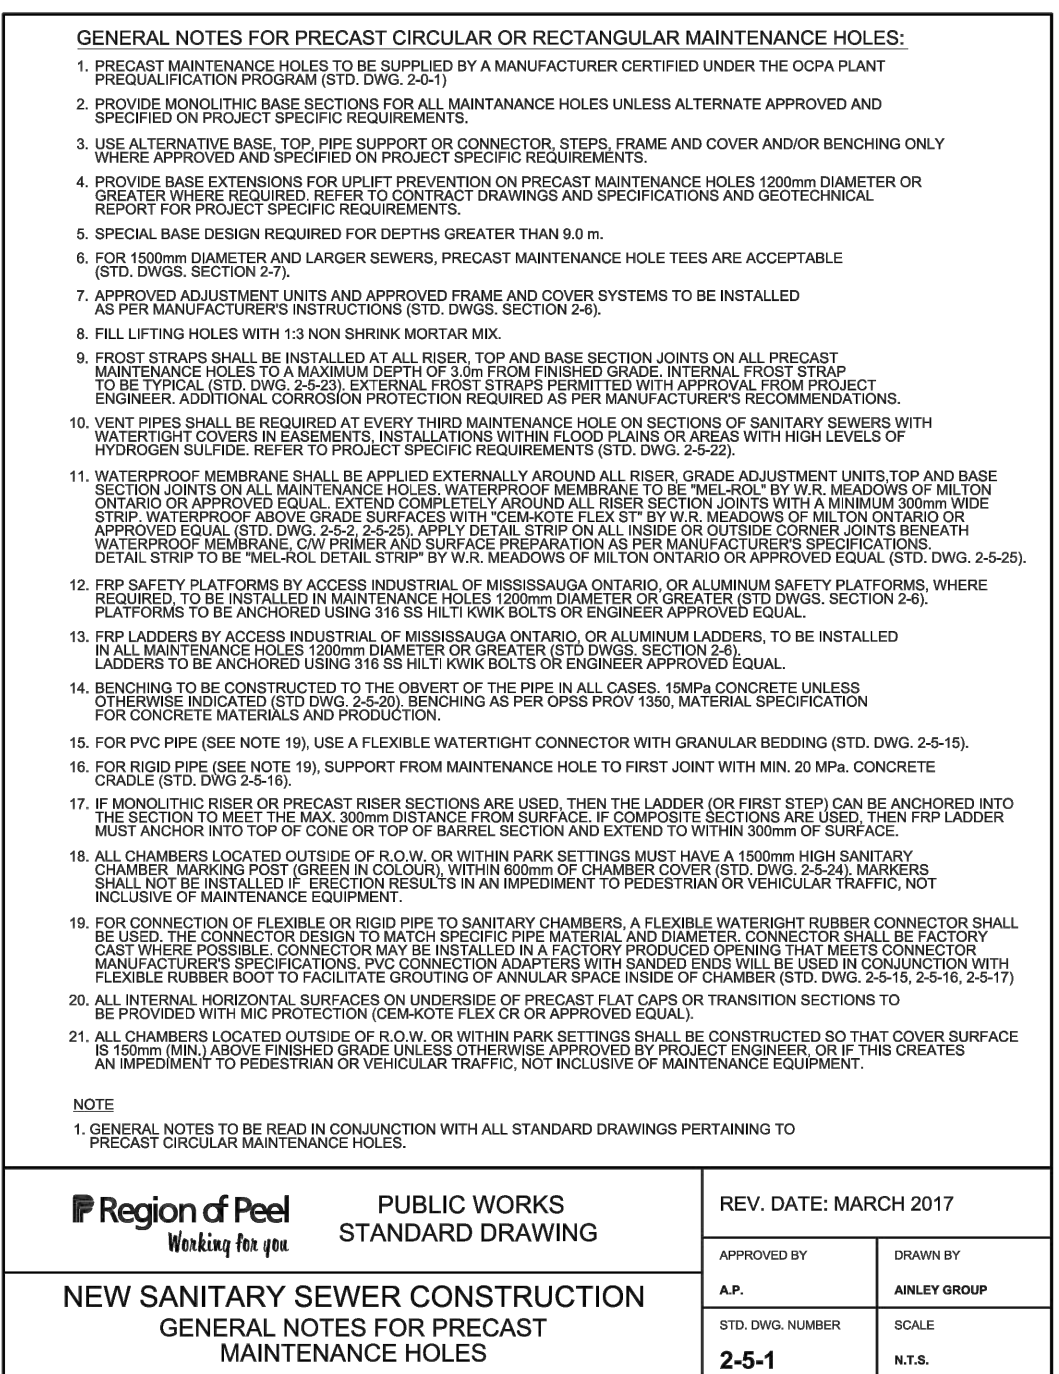 GENERAL NOTES FOR PRECAST CIRCULAR OR RECTANGULAR MAINTENANCE HOLES:
1. PRECAST MAINTENANCE HOLES TO BE SUPPLIED BY A MANUFACTURER CERTIFIED UNDER THE OCPA PLANT
PREQUALIFICATION PROGRAM (STD. DWG. 2-0-1)
2. PROVIDE MONOLITHIC BASE SECTIONS FOR ALL MAINTANANCE HOLES UNLESS ALTERNATE APPROVED AND
SPECIFIED ON PROJECT SPECIFIC REQUIREMENTS.
3. USE ALTERNATIVE BASE, TOP, PIPE SUPPORT OR CONNECTOR, STEPS, FRAME AND COVER AND/OR BENCHING ONLY
WHERE APPROVED AND SPECIFIED ON PROJECT SPECIFIC REQUIREMENTS.
4. PROVIDE BASE EXTENSIONS FOR UPLIFT PREVENTION ON PRECAST MAINTENANCE HOLES 1200mm DIAMETER OR
GREATER WHERE REQUIRED. REFER TO CONTRACT DRAWINGS AND SPECIFICATIONS AND GEOTECHNICAL
REPORT FOR PROJECT SPECIFIC REQUIREMENTS.
5. SPECIAL BASE DESIGN REQUIRED FOR DEPTHS GREATER THAN 9.0 m.
6. FOR 1500mm DIAMETER AND LARGER SEWERS, PRECAST MAINTENANCE HOLE TEES ARE ACCEPTABLE
(STD. DWGS. SECTION 2-7).
7. APPROVED ADJUSTMENT UNITS AND APPROVED FRAME AND COVER SYSTEMS TO BE INSTALLED
AS PER MANUFACTURER'S INSTRUCTIONS (STD. DWGS. SECTION 2-6).
8. FILL LIFTING HOLES WITH 1:3 NON SHRINK MORTAR MIX.
9. FROST STRAPS SHALL BE INSTALLED AT ALL RISER, TOP AND BASE SECTION JOINTS ON ALL PRECAST
MAINTENANCE HOLES TO A MAXIMUM DEPTH OF 3.0m FROM FINISHED GRADE. INTERNAL FROST STRAP
TO BE TYPICAL (STD. DWG. 2-5-23). EXTERNAL FROST STRAPS PERMITTED WITH APPROVAL FROM PROJECT
ENGINEER. ADDITIONAL CORROSION PROTECTION REQUIRED AS PER MANUFACTURER'S RECOMMENDATIONS.
10. VENT PIPES SHALL BE REQUIRED AT EVERY THIRD MAINTENANCE HOLE ON SECTIONS OF SANITARY SEWERS WITH
WATERTIGHT COVERS IN EASEMENTS, INSTALLATIONS WITHIN FLOOD PLAINS OR AREAS WITH HIGH LEVELS OF
HYDROGEN SULFIDE. REFER TO PROJECT SPECIFIC REQUIREMENTS (STD. DWG. 2-5-22).
11. WATERPROOF MEMBRANE SHALL BE APPLIED EXTERNALLY AROUND ALL RISER, GRADE ADJUSTMENT UNITS,TOP AND BASE
SECTION JOINTS ON ALL MAINTENANCE HOLES. WATERPROOF MEMBRANE TO BE "MEL-ROL" BY W.R. MEADOWS OF MILTON
ONTARIO OR APPROVED EQUAL. EXTEND COMPLETELY AROUND ALL RISER SECTION JOINTS WITH A MINIMUM 300mm WIDE
STRIP. WATERPROOF ABOVE GRADE SURFACES WITH "CEM-KOTE FLEX ST" BY W.R. MEADOWS OF MILTON ONTARIO OR
APPROVED EQUAL (STD. DWG. 2-5-2, 2-5-25). APPLY DETAIL STRIP ON ALL INSIDE OR OUTSIDE CORNER JOINTS BENEATH
WATERPROOF MEMBRANE, C/W PRIMER AND SURFACE PREPARATION AS PER MANUFACTURER'S SPECIFICATIONS.
DETAIL STRIP TO BE "MEL-ROL DETAIL STRIP" BY W.R. MEADOWS OF MILTON ONTARIO OR APPROVED EQUAL (STD. DWG. 2-5-25).
12. FRP SAFETY PLATFORMS BY ACCESS INDUSTRIAL OF MISSISSAUGA ONTARIO, OR ALUMINUM SAFETY PLATFORMS, WHERE
REQUIRED, TO BE INSTALLED IN MAINTENANCE HOLES 1200mm DIAMETER OR GREATER (STD DWGS. SECTION 2-6).
PLATFORMS TO BE ANCHORED USING 316 SS HILTI KWIK BOLTS OR ENGINEER APPROVED EQUAL.
13. FRP LADDERS BY ACCESS INDUSTRIAL OF MISSISSAUGA ONTARIO, OR ALUMINUM LADDERS, TO BE INSTALLED
IN ALL MAINTENANCE HOLES 1200mm DIAMETER OR GREATER (STD DWGS. SECTION 2-6).
LADDERS TO BE ANCHORED USING 316 SS HILTI KWIK BOLTS OR ENGINEER APPROVED EQUAL.
14. BENCHING TO BE CONSTRUCTED TO THE OBVERT OF THE PIPE IN ALL CASES. 15MPa CONCRETE UNLESS
OTHERWISE INDICATED (STD DWG. 2-5-20). BENCHING AS PER OPSS PROV 1350, MATERIAL SPECIFICATION
FOR CONCRETE MATERIALS AND PRODUCTION.
15. FOR PVC PIPE (SEE NOTE 19), USE A FLEXIBLE WATERTIGHT CONNECTOR WITH GRANULAR BEDDING (STD. DWG. 2-5-15).
16. FOR RIGID PIPE (SEE NOTE 19), SUPPORT FROM MAINTENANCE HOLE TO FIRST JOINT WITH MIN. 20 MPa. CONCRETE
CRADLE (STD. DWG 2-5-16).
17. IF MONOLITHIC RISER OR PRECAST RISER SECTIONS ARE USED, THEN THE LADDER (OR FIRST STEP) CAN BE ANCHORED INTO
THE SECTION TO MEET THE MAX. 300mm DISTANCE FROM SURFACE. IF COMPOSITE SECTIONS ARE USED, THEN FRP LADDER
MUST ANCHOR INTO TOP OF CONE OR TOP OF BARREL SECTION AND EXTEND TO WITHIN 300mm OF SURFACE.
18. ALL CHAMBERS LOCATED OUTSIDE OF R.O.W. OR WITHIN PARK SETTINGS MUST HAVE A 1500mm HIGH SANITARY
CHAMBER MARKING POST (GREEN IN COLOUR), WITHIN 600mm OF CHAMBER COVER (STD. DWG. 2-5-24). MARKERS
SHALL NOT BE INSTALLED IF ERECTION RESULTS IN AN IMPEDIMENT TO PEDESTRIAN OR VEHICULAR TRAFFIC, NOT
INCLUSIVE OF MAINTENANCE EQUIPMENT.
19. FOR CONNECTION OF FLEXIBLE OR RIGID PIPE TO SANITARY CHAMBERS, A FLEXIBLE WATERIGHT RUBBER CONNECTOR SHALL
BE USED. THE CONNECTOR DESIGN TO MATCH SPECIFIC PIPE MATERIAL AND DIAMETER. CONNECTOR SHALL BE FACTORY
CAST WHERE POSSIBLE. CONNECTOR MAY BE INSTALLED IN A FACTORY PRODUCED OPENING THAT MEETS CONNECTOR
MANUFACTURER'S SPECIFICATIONS. PVC CONNECTION ADAPTERS WITH SANDED ENDS WILL BE USED IN CONJUNCTION WITH
FLEXIBLE RUBBER BOOT TO FACILITATE GROUTING OF ANNULAR SPACE INSIDE OF CHAMBER (STD. DWG. 2-5-15, 2-5-16, 2-5-17)
20. ALL INTERNAL HORIZONTAL SURFACES ON UNDERSIDE OF PRECAST FLAT CAPS OR TRANSITION SECTIONS TO
BE PROVIDED WITH MIC PROTECTION (CEM-KOTE FLEX CR OR APPROVED EQUAL).
21. ALL CHAMBERS LOCATED OUTSIDE OF R.O.W. OR WITHIN PARK SETTINGS SHALL BE CONSTRUCTED SO THAT COVER SURFACE
IS 150mm (MIN.) ABOVE FINISHED GRADE UNLESS OTHERWISE APPROVED BY PROJECT ENGINEER, OR IF THIS CREATES
AN IMPEDIMENT TO PEDESTRIAN OR VEHICULAR TRAFFIC, NOT INCLUSIVE OF MAINTENANCE EQUIPMENT.
NOTE
1. GENERAL NOTES TO BE READ IN CONJUNCTION WITH ALL STANDARD DRAWINGS PERTAINING TO
PRECAST CIRCULAR MAINTENANCE HOLES.
Region of Peel
Working for you
PUBLIC WORKS
STANDARD DRAWING
REV. DATE: MARCH 2017
APPROVED BY
A.P.
DRAWN BY
AINLEY GROUP
NEW SANITARY SEWER CONSTRUCTION
GENERAL NOTES FOR PRECAST
MAINTENANCE HOLES
STD. DWG. NUMBER
2-5-1
SCALE
N.T.S.